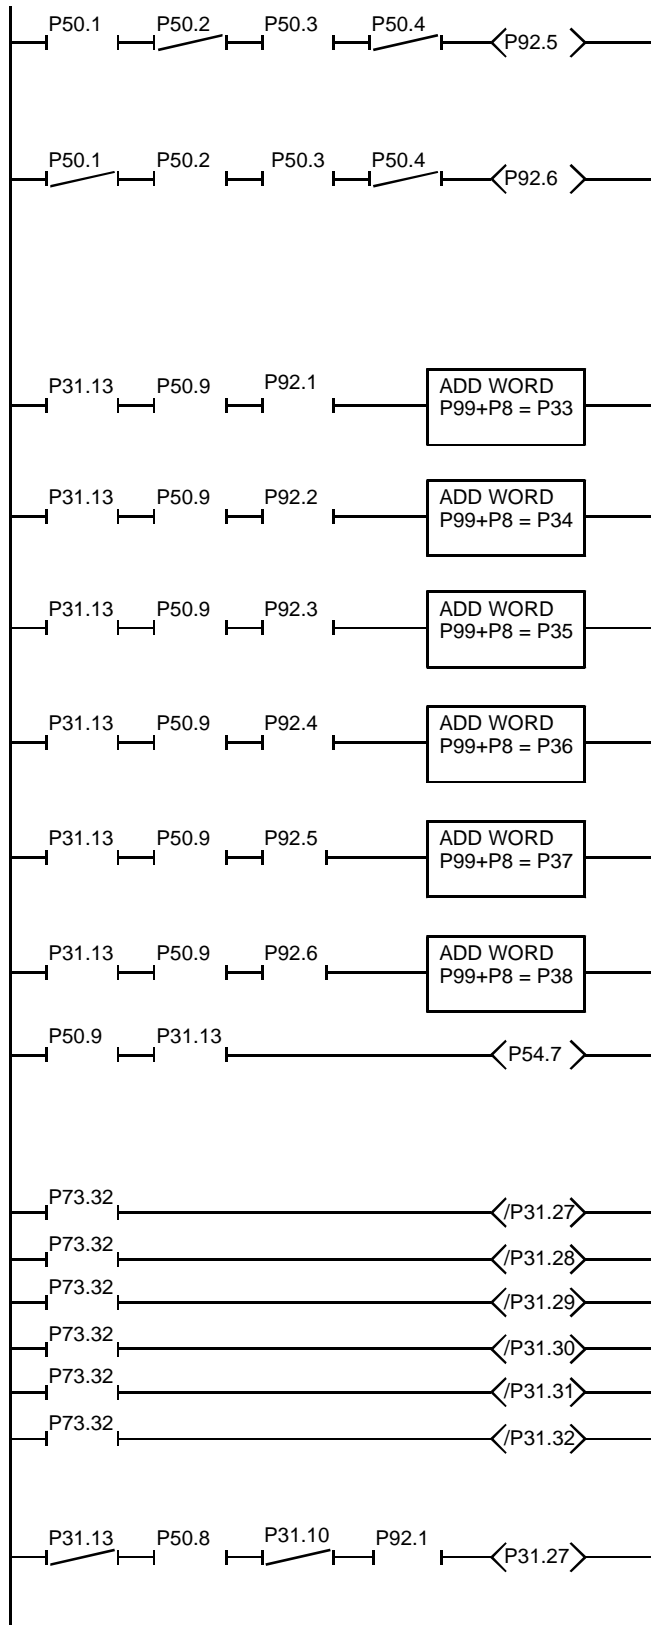 P50.1 P50.2 P50.3 P50.4 P92.5
P50.1 P50.2 P50.3 P50.4 P92.6
P31.13 P50.9 P92.1 ADD WORD
P99+P8 = P33
P31.13 P50.9 P92.2 ADD WORD
P99+P8 = P34
P31.13 P50.9 P92.3 ADD WORD
P99+P8 = P35
P31.13 P50.9 P92.4 ADD WORD
P99+P8 = P36
P31.13 P50.9 P92.5 ADD WORD
P99+P8 = P37
P31.13 P50.9 P92.6 ADD WORD
P99+P8 = P38
P50.9 P31.13 P54.7
P73.32 /P31.27
P73.32 /P31.28
P73.32 /P31.29
P73.32 /P31.30
P73.32 /P31.31
P73.32 /P31.32
P31.13 P50.8 P31.10 P92.1 P31.27